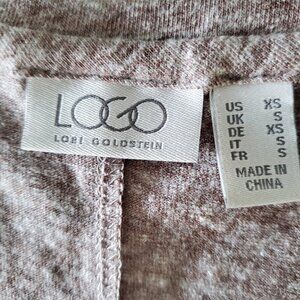 LOGO
LORI GOLDSTEIN
US XS
UK S
DE XS
IT S
FR S
MADE IN
CHINA